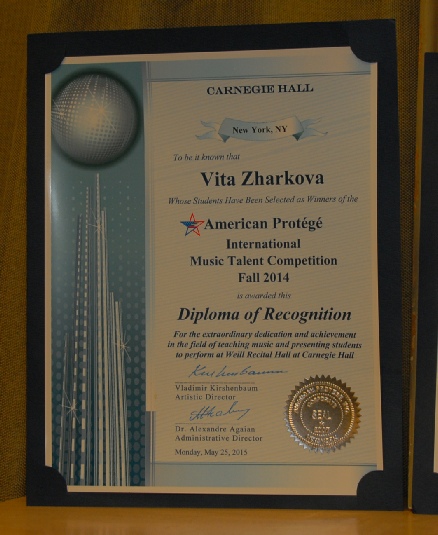 CARNEGIE HALL
New York, NY
To be it known that
Vita Zharkova
Whose Students Have Been Selected as Winners of the
American Protégé
International
Music Talent Competition
Fall 2014
is awarded this
Diploma of Recognition
For the extraordinary dedication and achievement
in the field of teaching music and presenting students
to perform at Weill Recital Hall at Carnegie Hall
Vladimir Kirshenbaum
Artistic Director
Dr. Alexandre Agaian
Administrative Director
Monday, May 25, 2015
SEAL